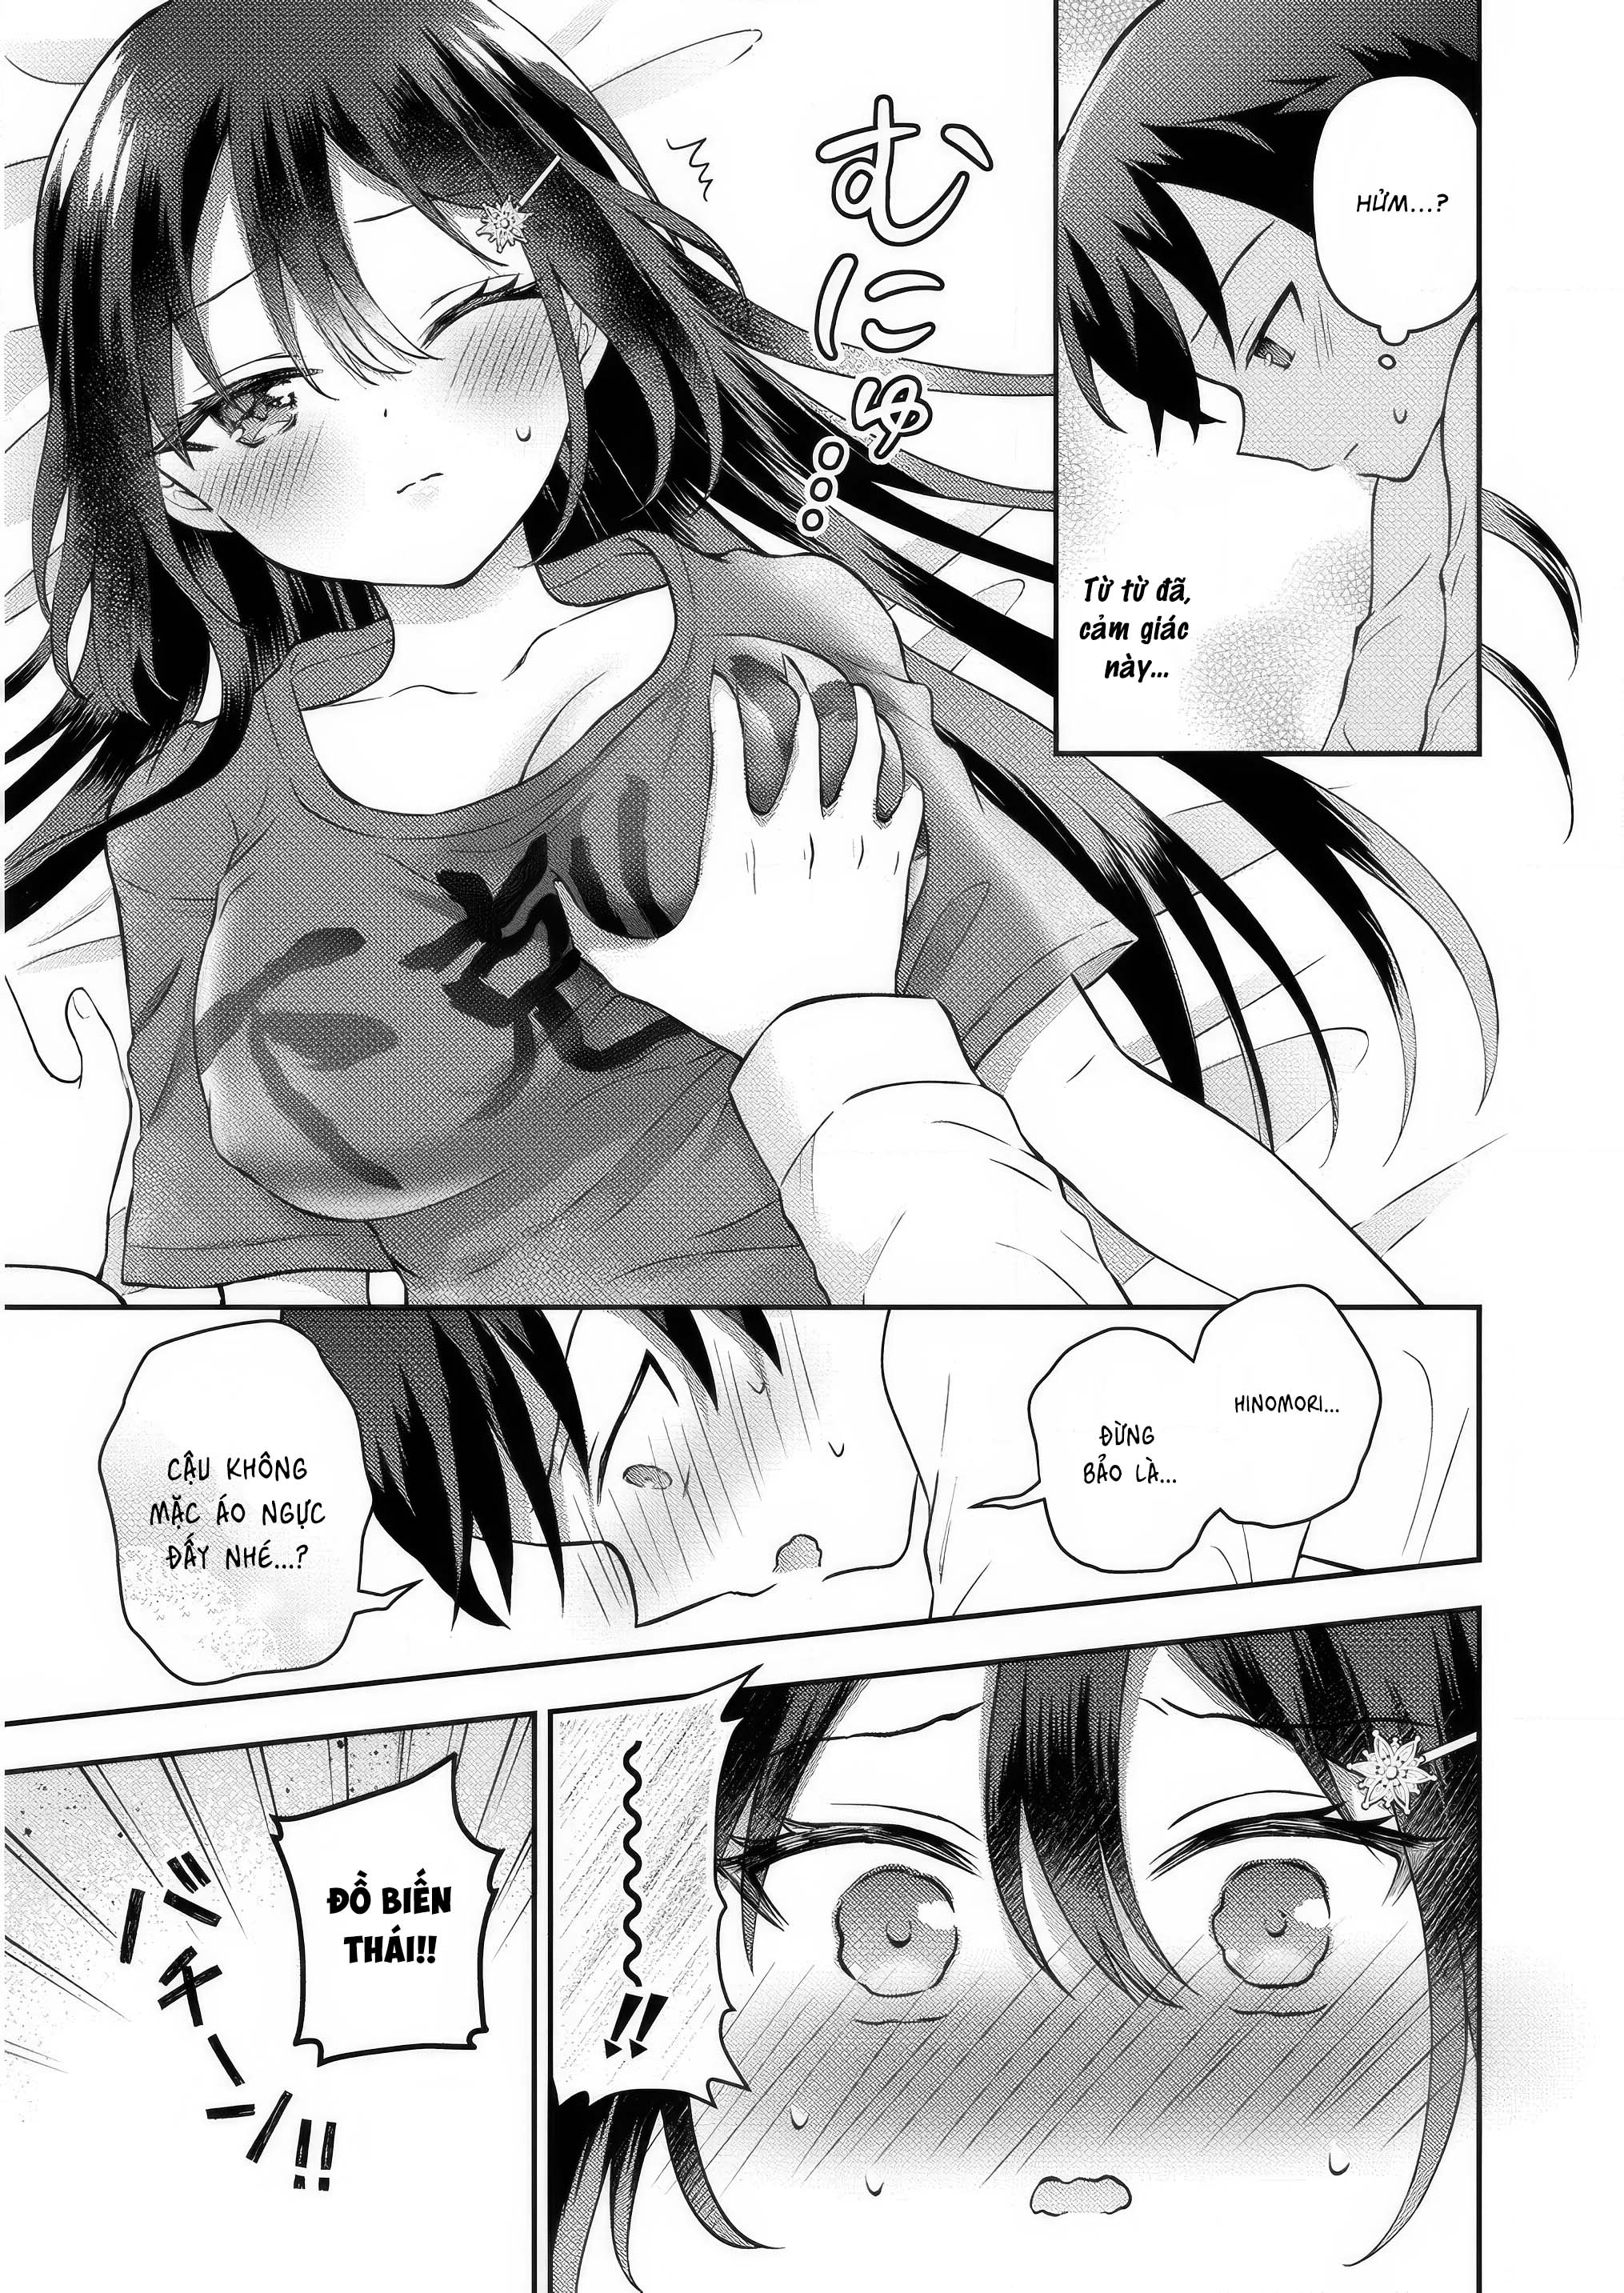 HỬM...?
Từ từ đã,
cảm giác
này...
むにゅ...
HINOMORI...
ĐỪNG
BẢO LÀ...
CẬU KHÔNG
MẶC ÁO NGỰC
ĐẤY NHÉ...?
!!
ĐỒ BIẾN
THÁI!!
バチーン!!